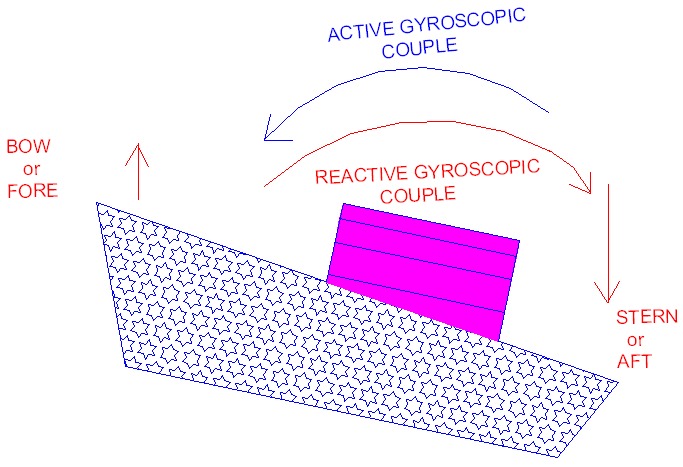 ACTIVE GYROSCOPIC
COUPLE
BOW
or
FORE
REACTIVE GYROSCOPIC
COUPLE
STERN
or
AFT